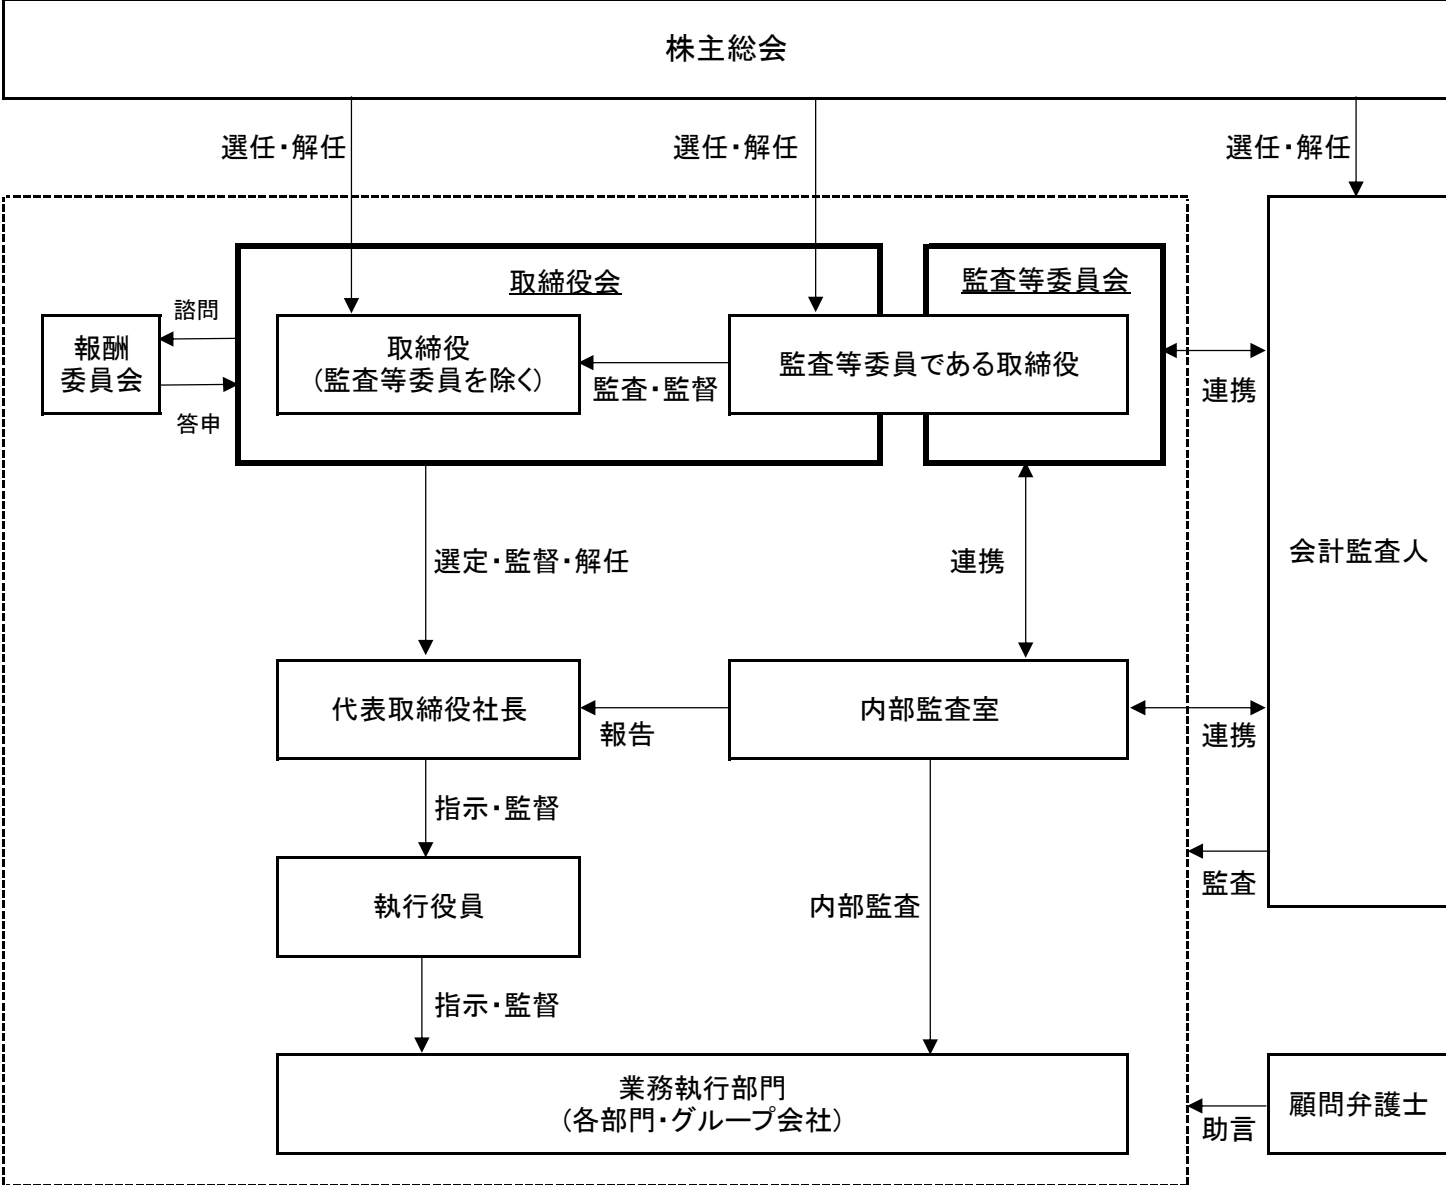 株主総会
選任・解任
選任・解任
選任・解任
取締役会
監査等委員会
諮問
報酬
委員会
答申
取締役
(監査等委員を除く)
監査・監督
監査等委員である取締役
連携
選定・監督・解任
連携
会計監査人
代表取締役社長
報告
内部監査室
連携
指示・監督
監査
執行役員
内部監査
指示・監督
業務執行部門
(各部門・グループ会社)
顧問弁護士
助言